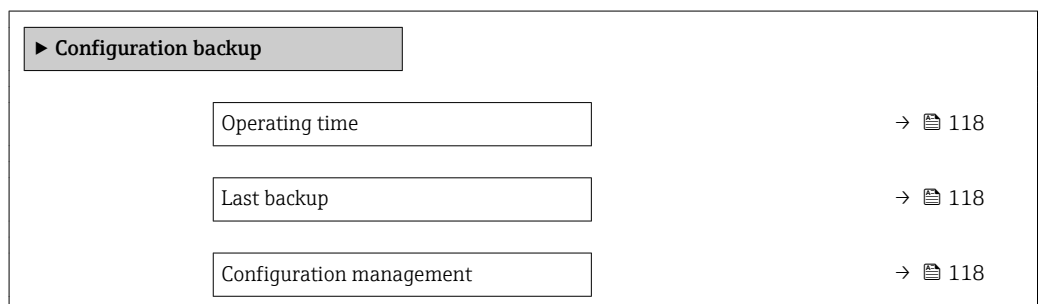 ▶ Configuration backup
Operating time → 118
Last backup → 118
Configuration management → 118